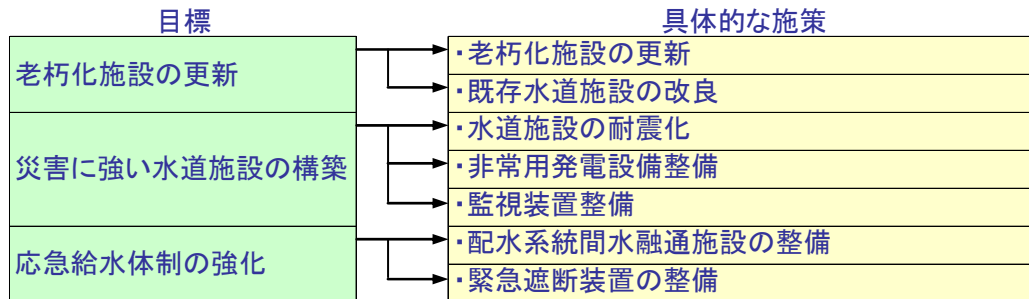 目標
具体的な施策
老朽化施設の更新
・老朽化施設の更新
・既存水道施設の改良
災害に強い水道施設の構築
・水道施設の耐震化
・非常用発電設備整備
・監視装置整備
応急給水体制の強化
・配水系統間水融通施設の整備
・緊急遮断装置の整備